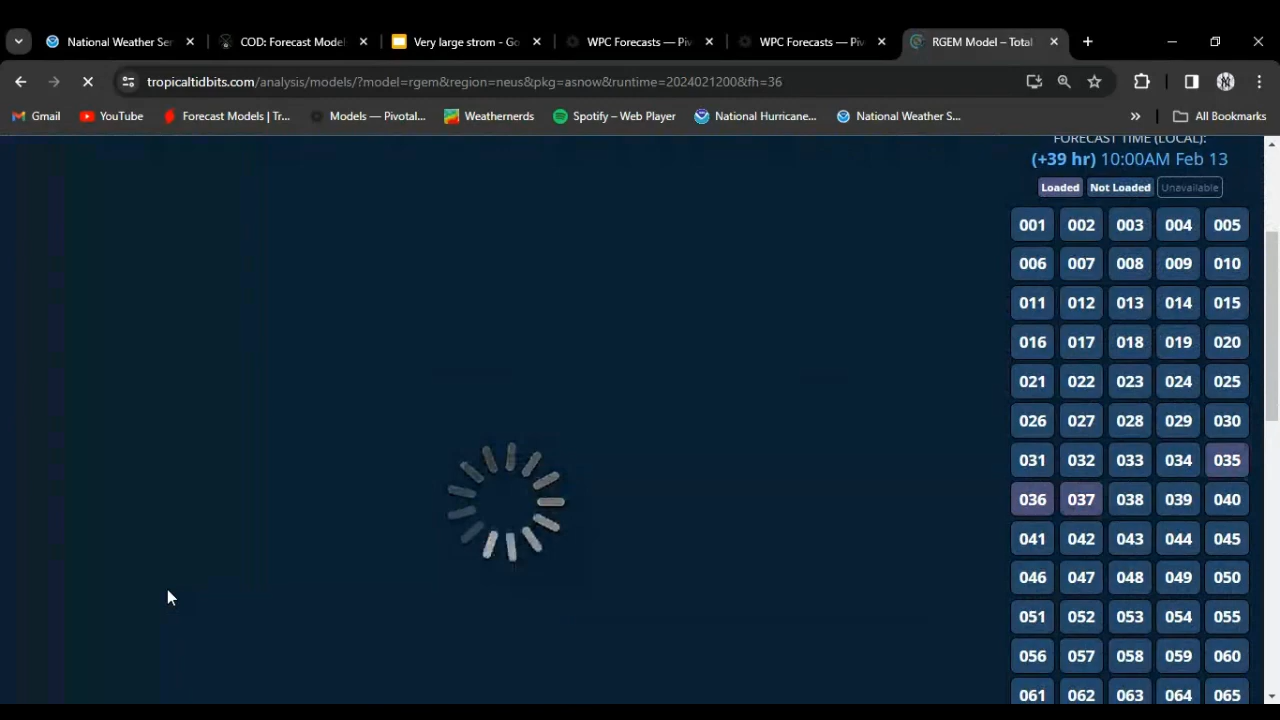 National Weather Ser
COD: Forecast Model
Very large strom - Go
WPC Forecasts — Piv
WPC Forecasts — Piv
RGEM Model – Total
tropicaltidbits.com/analysis/models/?model=rgem&region=neus&pkg=asnow&runtime=2024021200&fh=36
Gmail
YouTube
Forecast Models | Tr...
Models — Pivotal...
Weathernerds
Spotify – Web Player
National Hurricane...
National Weather S...
»
All Bookmarks
FORECAST TIME (LOCAL):
(+39 hr) 10:00AM Feb 13
Loaded Not Loaded Unavailable
001 002 003 004 005
006 007 008 009 010
011 012 013 014 015
016 017 018 019 020
021 022 023 024 025
026 027 028 029 030
031 032 033 034 035
036 037 038 039 040
041 042 043 044 045
046 047 048 049 050
051 052 053 054 055
056 057 058 059 060
061 062 063 064 065